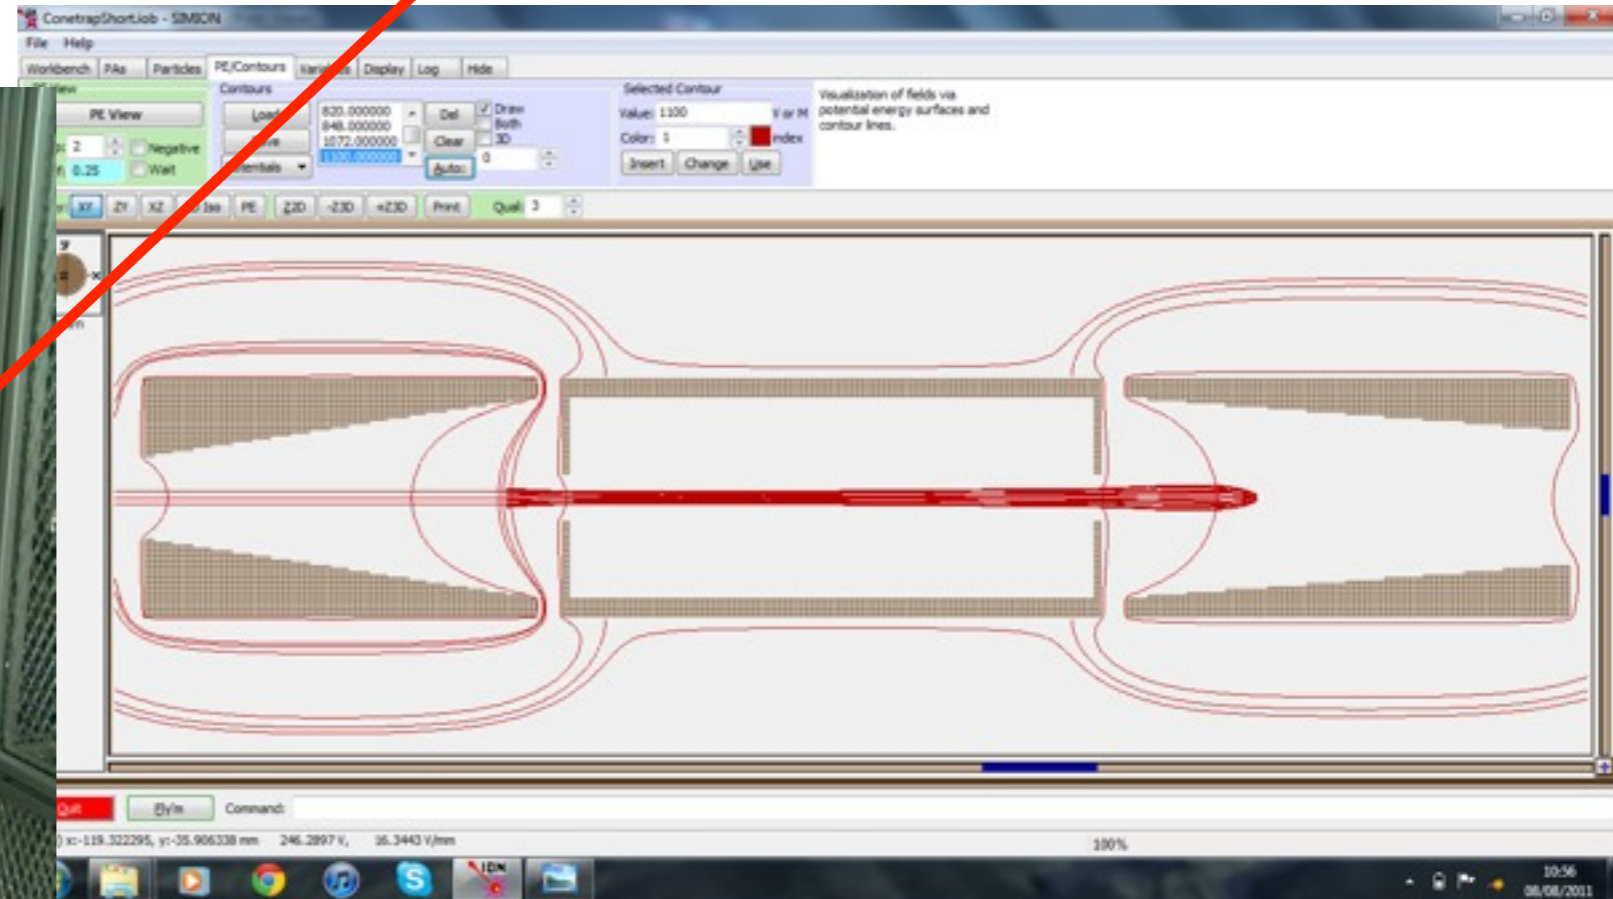 ConetrapShort.iob - SIMION
File Help
Workbench PAs Particles PE/Contours Display Log Hide
PE View
Negative
Wait
2
0.25
Contours
Load
820.000000
848.000000
1072.000000
1100.000000
Del
Clear
Auto:
Draw
Both
3D
0
Selected Contour
Value: 1100 V or M
Color: 1 index
Insert Change Use
Visualization of fields via
potential energy surfaces and
contour lines.
XY ZY XZ Iso PE Z2D -Z3D +Z3D Print Qual: 3
y
x
Quit Fly'm Command:
x:-119.322295, y:-35.906338 mm 246.2897 V, 16.3443 V/mm
100%
ION
10:56
08/08/2011